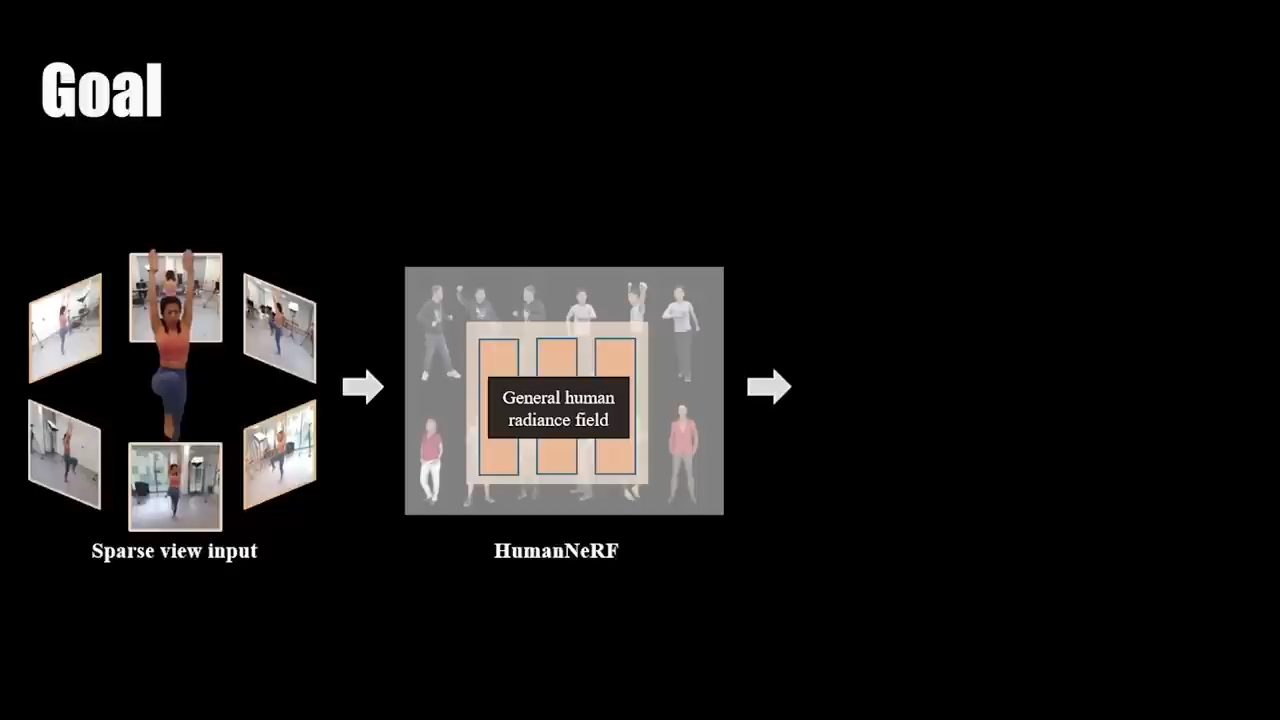 Goal
General human
radiance field
Sparse view input
HumanNeRF